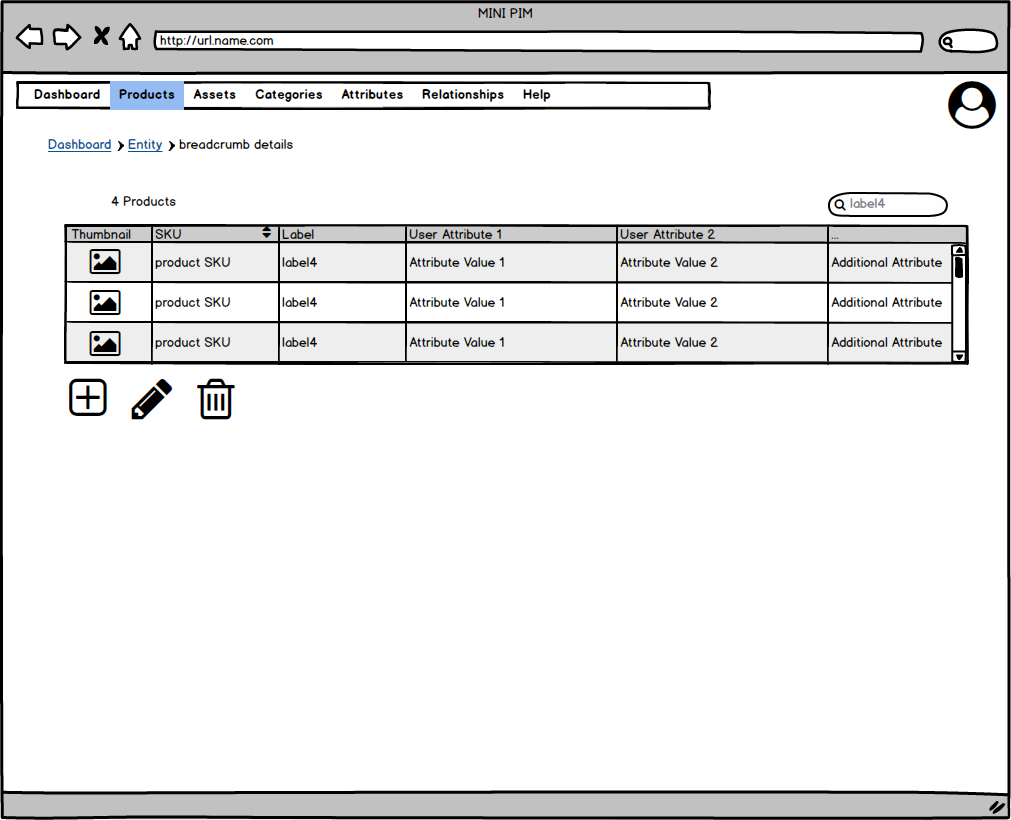 MINI PIM
http://url.name.com
Dashboard Products Assets Categories Attributes Relationships Help
Dashboard Entity breadcrumb details
4 Products
label4
Thumbnail SKU Label User Attribute 1 User Attribute 2 ...
product SKU label4 Attribute Value 1 Attribute Value 2 Additional Attribute
product SKU label4 Attribute Value 1 Attribute Value 2 Additional Attribute
product SKU label4 Attribute Value 1 Attribute Value 2 Additional Attribute